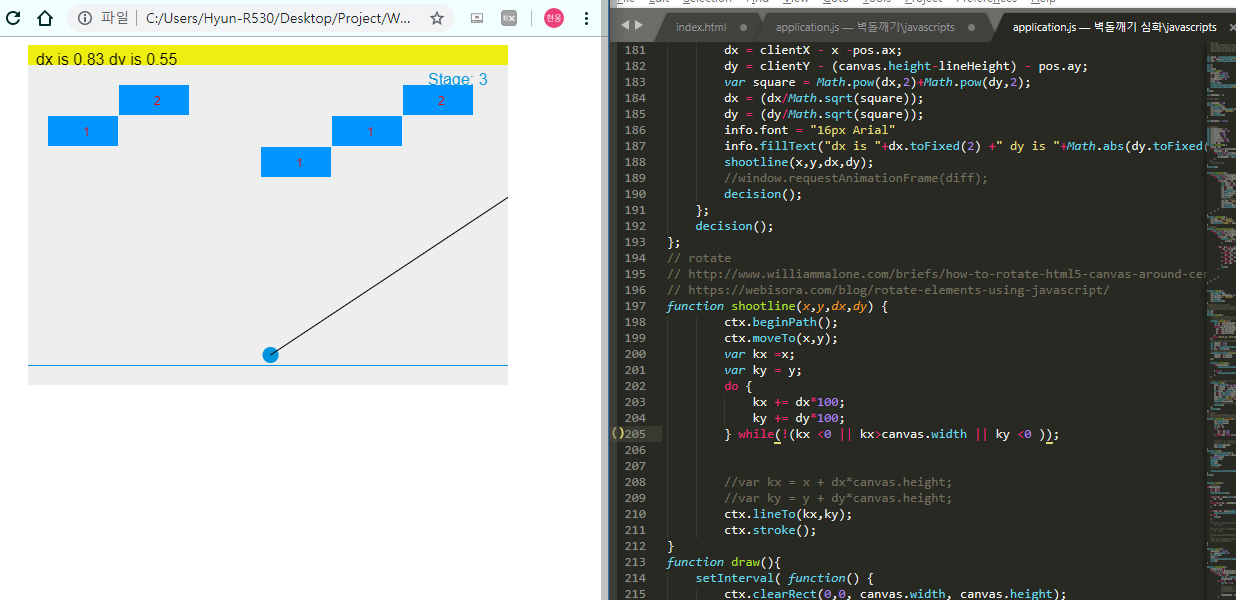 파일
C:/Users/Hyun-R530/Desktop/Project/W...
현웅
dx is 0.83 dy is 0.55
Stage: 3
2
2
1
1
1
index.html
application.js — 벽돌깨기\javascripts
application.js — 벽돌깨기 심화\javascripts
181 dx = clientX - x -pos.ax;
182 dy = clientY - (canvas.height-lineHeight) - pos.ay;
183 var square = Math.pow(dx,2)+Math.pow(dy,2);
184 dx = (dx/Math.sqrt(square));
185 dy = (dy/Math.sqrt(square));
186 info.font = "16px Arial"
187 info.fillText("dx is "+dx.toFixed(2) +" dy is "+Math.abs(dy.toFixed(
188 shootline(x,y,dx,dy);
189 //window.requestAnimationFrame(diff);
190 decision();
191 };
192 decision();
193 };
194 // rotate
195 // http://www.williammalone.com/briefs/how-to-rotate-html5-canvas-around-cen
196 // https://webisora.com/blog/rotate-elements-using-javascript/
197 function shootline(x,y,dx,dy) {
198 ctx.beginPath();
199 ctx.moveTo(x,y);
200 var kx =x;
201 var ky = y;
202 do {
203 kx += dx*100;
204 ky += dy*100;
205 } while(!(kx <0 || kx>canvas.width || ky <0 ));
206
207
208 //var kx = x + dx*canvas.height;
209 //var ky = y + dy*canvas.height;
210 ctx.lineTo(kx,ky);
211 ctx.stroke();
212 }
213 function draw(){
214 setInterval( function() {
215 ctx.clearRect(0,0, canvas.width, canvas.height);